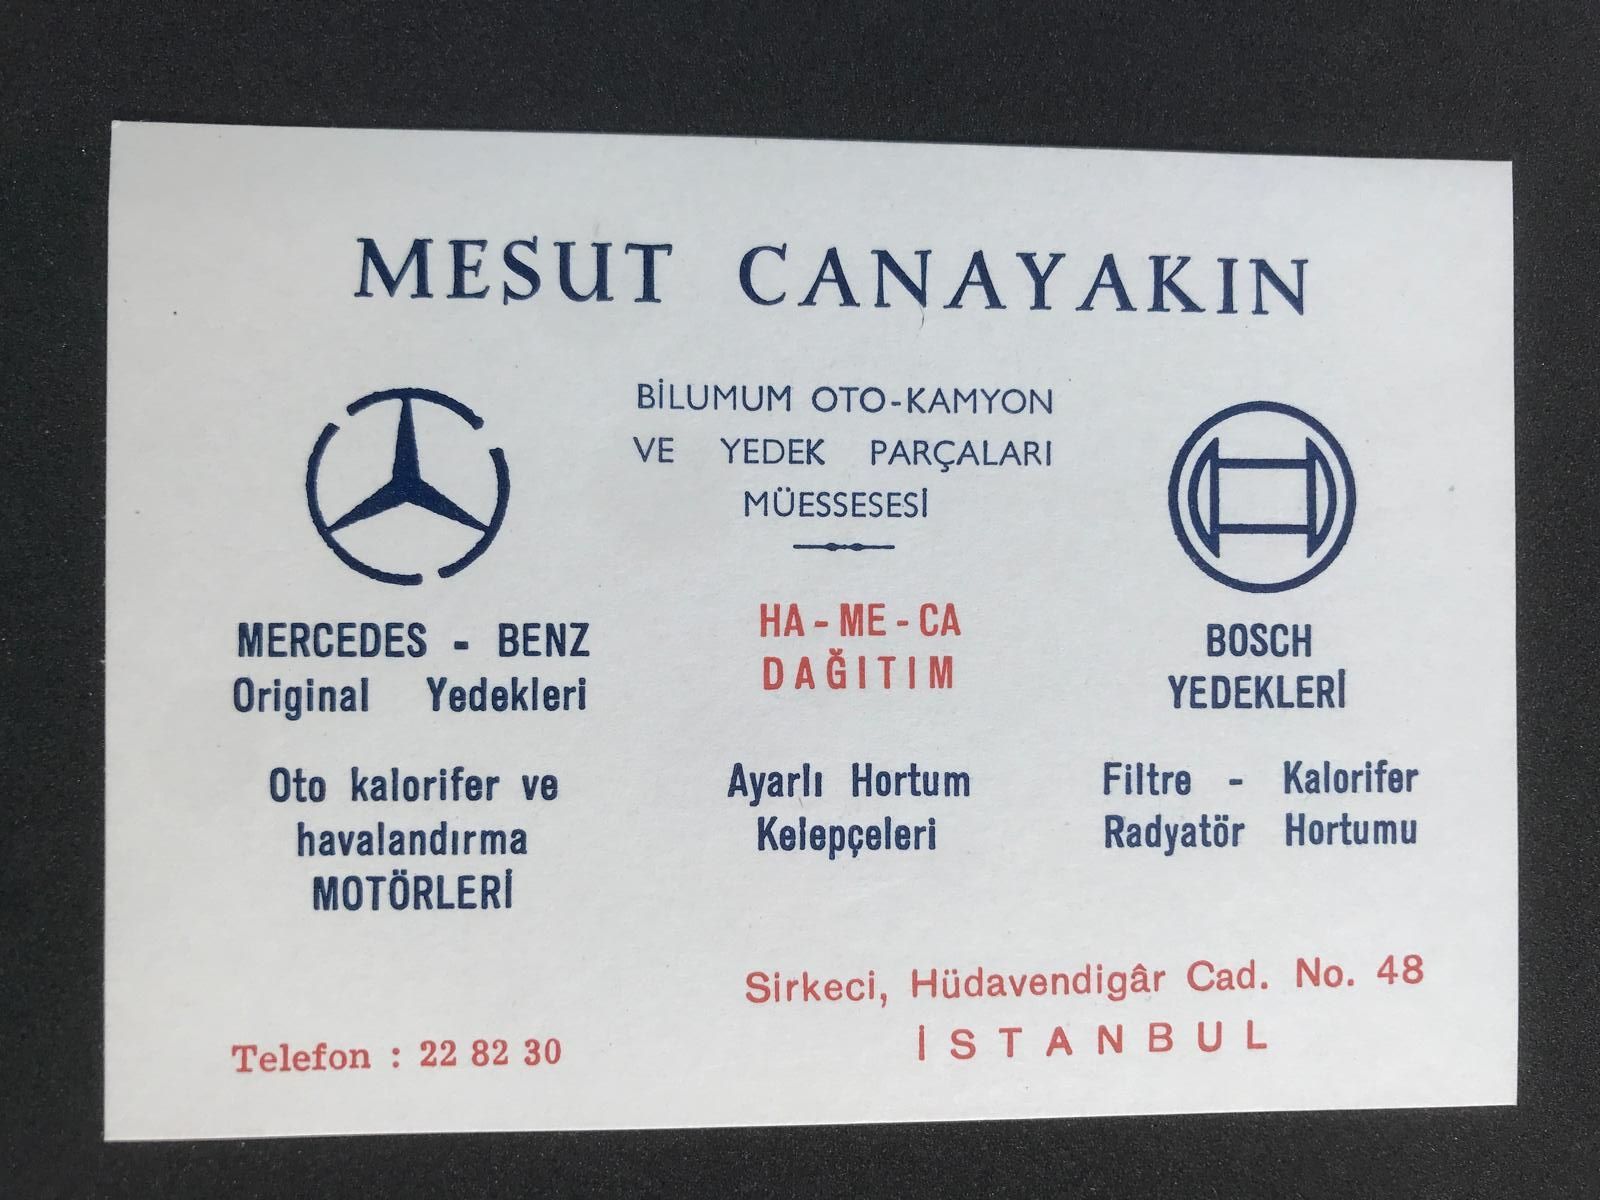 MESUT CANAYAKIN
BİLUMUM OTO-KAMYON
VE YEDEK PARÇALARI
MÜESSESESİ
MERCEDES - BENZ
Original Yedekleri
Oto kalorifer ve
havalandırma
MOTÖRLERİ
HA - ME - CA
DAĞITIM
Ayarlı Hortum
Kelepçeleri
BOSCH
YEDEKLERİ
Filtre - Kalorifer
Radyatör Hortumu
Sirkeci, Hüdavendigâr Cad. No. 48
İSTANBUL
Telefon : 22 82 30